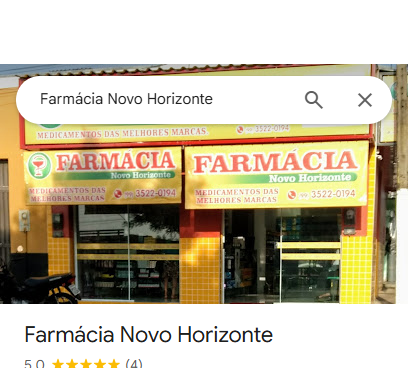 Farmácia Novo Horizonte
MEDICAMENTOS DAS MELHORES MARCAS
3522-0194
FARMACIA
Novo Horizonte
MEDICAMENTOS DAS
MELHORES MARCAS
3522-0194
FARMÁCIA
Novo Horizonte
MEDICAMENTOS DAS
MELHORES MARCAS
3522-0194
Farmácia Novo Horizonte
5,0 ★★★★★ (4)